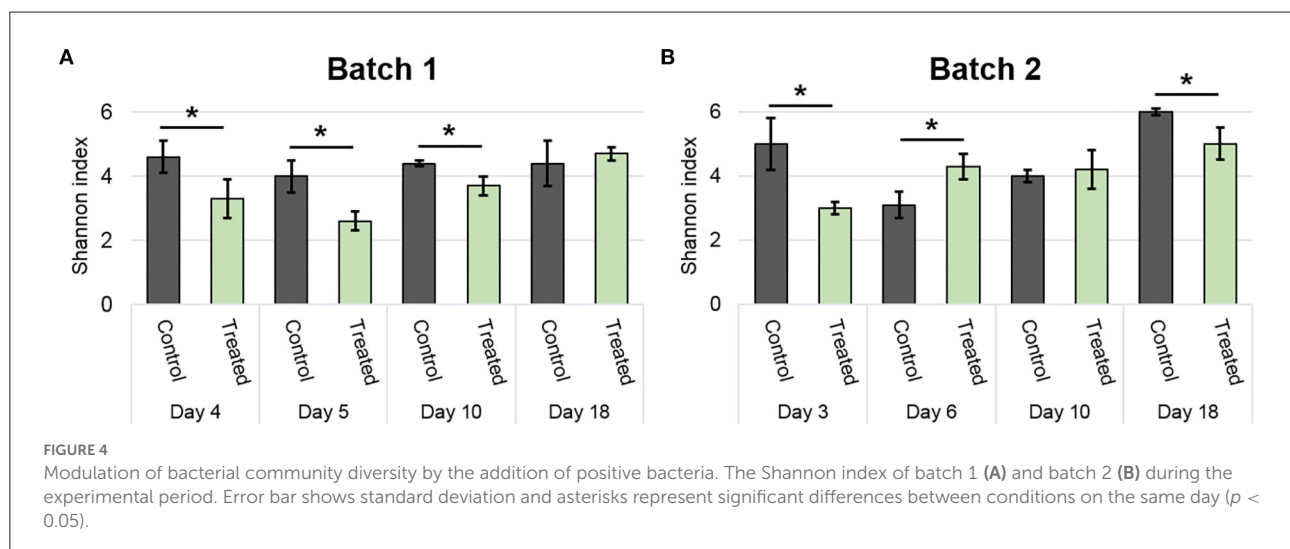 A
Batch 1
Shannon index
6
4
2
0
*
*
*
Control
Treated
Control
Treated
Control
Treated
Control
Treated
Day 4
Day 5
Day 10
Day 18
B
Batch 2
Shannon index
6
4
2
0
*
*
*
Control
Treated
Control
Treated
Control
Treated
Control
Treated
Day 3
Day 6
Day 10
Day 18
FIGURE 4
Modulation of bacterial community diversity by the addition of positive bacteria. The Shannon index of batch 1 (A) and batch 2 (B) during the
experimental period. Error bar shows standard deviation and asterisks represent significant differences between conditions on the same day (p <
0.05).